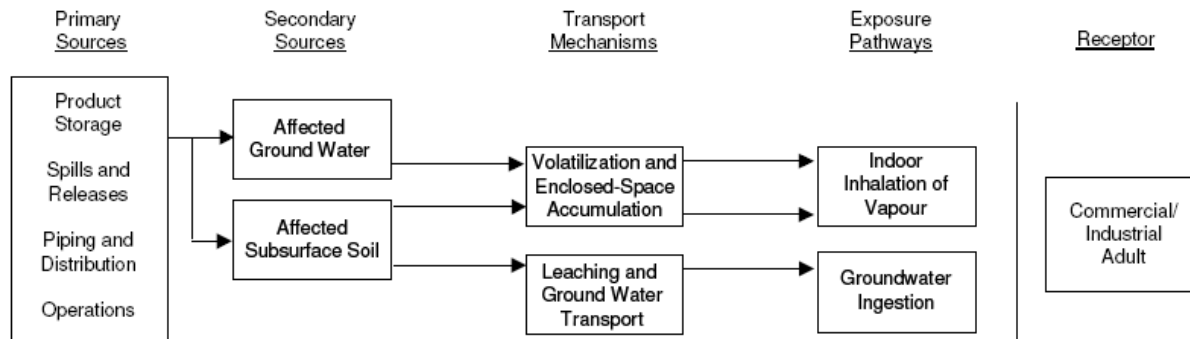 Primary
Sources
Secondary
Sources
Transport
Mechanisms
Exposure
Pathways
Receptor
Product
Storage
Spills and
Releases
Piping and
Distribution
Operations
Affected
Ground Water
Affected
Subsurface Soil
Volatilization and
Enclosed-Space
Accumulation
Leaching and
Ground Water
Transport
Indoor
Inhalation of
Vapour
Groundwater
Ingestion
Commercial/
Industrial
Adult